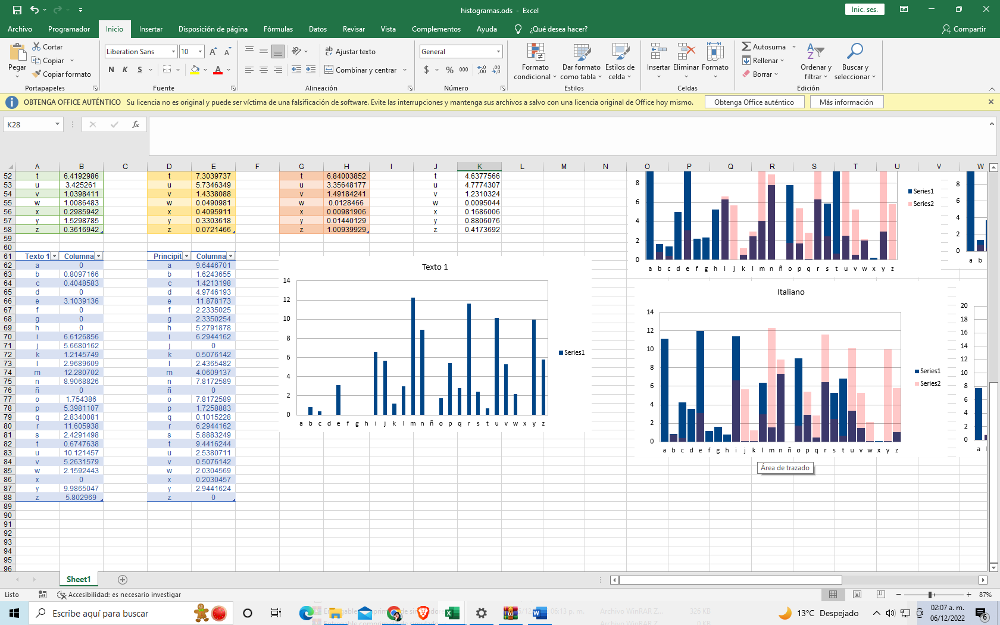 histogramas.ods - Excel
Inic. ses.
Archivo Programador Inicio Insertar Disposición de página Fórmulas Datos Revisar Vista Complementos Ayuda ¿Qué desea hacer? Compartir
Pegar Cortar Copiar Copiar formato
Liberation Sans 10
N K S
Ajustar texto
Combinar y centrar
General
$ % 000
Formato condicional
Dar formato como tabla
Estilos de celda
Insertar Eliminar Formato
Autosuma
Rellenar
Borrar
Ordenar y filtrar
Buscar y seleccionar
Portapapeles Fuente Alineación Número Estilos Celdas Edición
OBTENGA OFFICE AUTÉNTICO Su licencia no es original y puede ser víctima de una falsificación de software. Evite las interrupciones y mantenga sus archivos a salvo con una licencia original de Office hoy mismo. Obtenga Office auténtico Más información
K28 fx
A B C D E F G H I J K L M N O P Q R S T U V W
52 t 6.4192986 t 7.3039737 t 6.84003852 t 4.6377566
53 u 3.425261 u 5.7346349 u 3.35648177 u 4.7774307
54 v 1.0398411 v 1.4338088 v 1.49184241 v 1.2310324
55 w 1.0086483 w 0.0490981 w 0.0128466 w 0.0095044
56 x 0.2985942 x 0.4095911 x 0.00981906 x 0.1686006
57 y 1.5298785 y 0.3303618 y 0.01440129 y 0.8806076
58 z 0.3616942 z 0.0721466 z 1.00939929 z 0.4173692
59
60
61 Texto 1 Columna Principit Columna
62 a 0 a 9.6446701
63 b 0.8097166 b 1.6243655
64 c 0.4048583 c 1.4213198
65 d 0 d 4.9746193
66 e 3.1039136 e 11.878173
67 f 0 f 2.2335025
68 g 0 g 2.3350254
69 h 0 h 5.2791878
70 i 6.6126856 i 6.2944162
71 j 5.6680162 j 0
72 k 1.2145749 k 0.5076142
73 l 2.9689609 l 2.4365482
74 m 12.280702 m 4.0609137
75 n 8.9068826 n 7.8172589
76 ñ 0 ñ 0
77 o 1.754386 o 7.8172589
78 p 5.3981107 p 1.7258883
79 q 2.8340081 q 0.1015228
80 r 11.605938 r 6.2944162
81 s 2.4291498 s 5.8883249
82 t 0.6747638 t 9.4416244
83 u 10.121457 u 2.5380711
84 v 5.2631579 v 0.5076142
85 w 2.1592443 w 2.0304569
86 x 0 x 0.2030457
87 y 9.9865047 y 2.9441624
88 z 5.802969 z 0
89
90
91
92
93
94
95
96
Texto 1
14
12
10
8
6
4
2
0
a b c d e f g h i j k l m n ñ o p q r s t u v w x y z
Series1
8
6
4
2
0
a b c d e f g h i j k l m n ñ o p q r s t u v w x y z
Series1
Series2
Italiano
14
12
10
8
6
4
2
0
a b c d e f g h i j k l m n ñ o p q r s t u v w x y z
Series1
Series2
Área de trazado
8
6
4
2
0
a b
20
18
16
14
12
10
8
6
4
2
0
a
Sheet1
Listo Accesibilidad: es necesario investigar 87%
Escribe aquí para buscar
06:13 p. m. Archivo WinRAR Z... 326 KB
Archivo WinRAR Z... 0 KB
13°C Despejado
02:07 a. m.
06/12/2022
6